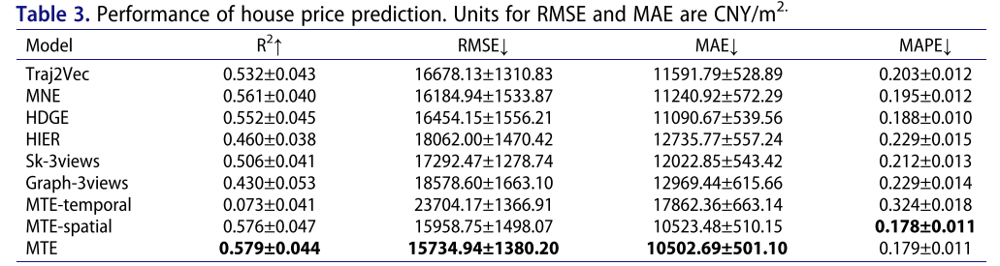 Table 3. Performance of house price prediction. Units for RMSE and MAE are CNY/m2.
Model R2↑ RMSE↓ MAE↓ MAPE↓
Traj2Vec 0.532±0.043 16678.13±1310.83 11591.79±528.89 0.203±0.012
MNE 0.561±0.040 16184.94±1533.87 11240.92±572.29 0.195±0.012
HDGE 0.552±0.045 16454.15±1556.21 11090.67±539.56 0.188±0.010
HIER 0.460±0.038 18062.00±1470.42 12735.77±557.24 0.229±0.015
Sk-3views 0.506±0.041 17292.47±1278.74 12022.85±543.42 0.212±0.013
Graph-3views 0.430±0.053 18578.60±1663.10 12969.44±615.66 0.229±0.014
MTE-temporal 0.073±0.041 23704.17±1366.91 17862.36±663.14 0.324±0.018
MTE-spatial 0.576±0.047 15958.75±1498.07 10523.48±510.15 0.178±0.011
MTE 0.579±0.044 15734.94±1380.20 10502.69±501.10 0.179±0.011